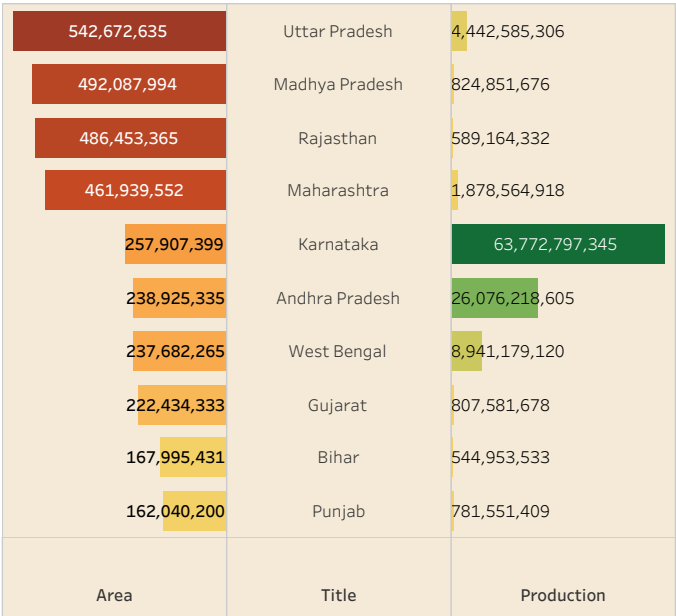 542,672,635 Uttar Pradesh 4,442,585,306
492,087,994 Madhya Pradesh 824,851,676
486,453,365 Rajasthan 589,164,332
461,939,552 Maharashtra 1,878,564,918
257,907,399 Karnataka 63,772,797,345
238,925,335 Andhra Pradesh 26,076,218,605
237,682,265 West Bengal 8,941,179,120
222,434,333 Gujarat 807,581,678
167,995,431 Bihar 544,953,533
162,040,200 Punjab 781,551,409
Area Title Production